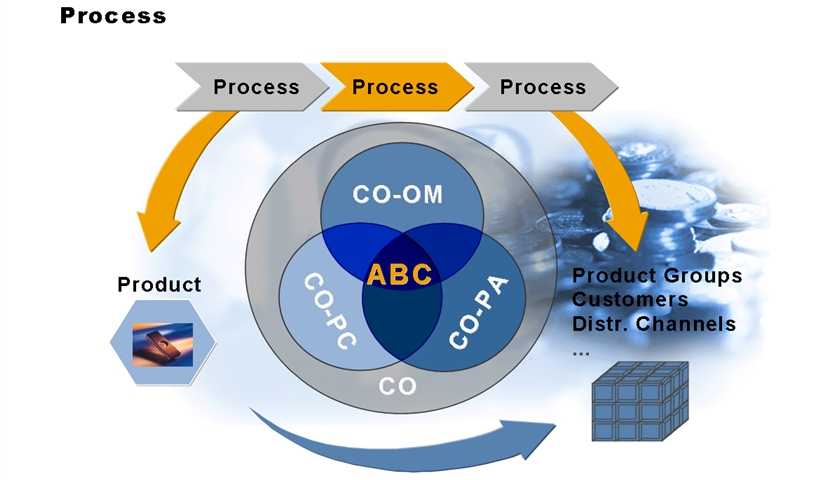 Process
Process
Process
Process
CO-OM
ABC
CO-PC
CO-PA
CO
Product
Product Groups
Customers
Distr. Channels
...